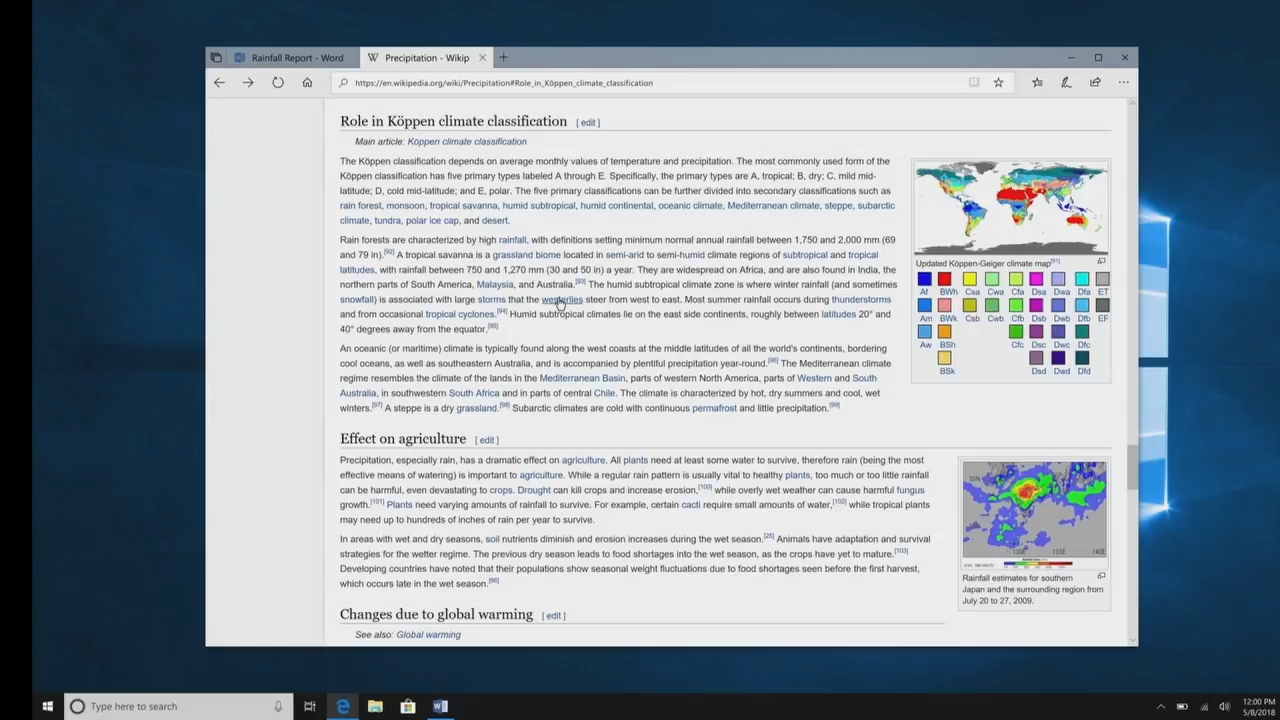 Rainfall Report - Word
W Precipitation - Wikip
https://en.wikipedia.org/wiki/Precipitation#Role_in_Köppen_climate_classification
Role in Köppen climate classification [ edit ]
Main article: Köppen climate classification
The Köppen classification depends on average monthly values of temperature and precipitation. The most commonly used form of the
Köppen classification has five primary types labeled A through E. Specifically, the primary types are A, tropical; B, dry; C, mild mid-
latitude; D, cold mid-latitude; and E, polar. The five primary classifications can be further divided into secondary classifications such as
rain forest, monsoon, tropical savanna, humid subtropical, humid continental, oceanic climate, Mediterranean climate, steppe, subarctic
climate, tundra, polar ice cap, and desert.
Rain forests are characterized by high rainfall, with definitions setting minimum normal annual rainfall between 1,750 and 2,000 mm (69
and 79 in).[92] A tropical savanna is a grassland biome located in semi-arid to semi-humid climate regions of subtropical and tropical
latitudes, with rainfall between 750 and 1,270 mm (30 and 50 in) a year. They are widespread on Africa, and are also found in India, the
northern parts of South America, Malaysia, and Australia.[93] The humid subtropical climate zone is where winter rainfall (and sometimes
snowfall) is associated with large storms that the westerlies steer from west to east. Most summer rainfall occurs during thunderstorms
and from occasional tropical cyclones.[94] Humid subtropical climates lie on the east side continents, roughly between latitudes 20° and
40° degrees away from the equator.[95]
An oceanic (or maritime) climate is typically found along the west coasts at the middle latitudes of all the world's continents, bordering
cool oceans, as well as southeastern Australia, and is accompanied by plentiful precipitation year-round.[96] The Mediterranean climate
regime resembles the climate of the lands in the Mediterranean Basin, parts of western North America, parts of Western and South
Australia, in southwestern South Africa and in parts of central Chile. The climate is characterized by hot, dry summers and cool, wet
winters.[97] A steppe is a dry grassland.[98] Subarctic climates are cold with continuous permafrost and little precipitation.[99]
Updated Köppen-Geiger climate map[91]
Af BWh Csa Cwa Cfa Dsa Dwa Dfa ET
Am BWk Csb Cwb Cfb Dsb Dwb Dfb EF
Aw BSh Cfc Dsc Dwc Dfc
BSk Dsd Dwd Dfd
Effect on agriculture [ edit ]
Precipitation, especially rain, has a dramatic effect on agriculture. All plants need at least some water to survive, therefore rain (being the most
effective means of watering) is important to agriculture. While a regular rain pattern is usually vital to healthy plants, too much or too little rainfall
can be harmful, even devastating to crops. Drought can kill crops and increase erosion,[100] while overly wet weather can cause harmful fungus
growth.[101] Plants need varying amounts of rainfall to survive. For example, certain cacti require small amounts of water,[102] while tropical plants
may need up to hundreds of inches of rain per year to survive.
In areas with wet and dry seasons, soil nutrients diminish and erosion increases during the wet season.[25] Animals have adaptation and survival
strategies for the wetter regime. The previous dry season leads to food shortages into the wet season, as the crops have yet to mature.[103]
Developing countries have noted that their populations show seasonal weight fluctuations due to food shortages seen before the first harvest,
which occurs late in the wet season.[66]
35N
30N
130E 135E 140E
Rainfall estimates for southern
Japan and the surrounding region from
July 20 to 27, 2009.
Changes due to global warming [ edit ]
See also: Global warming
Type here to search
12:00 PM
5/8/2018